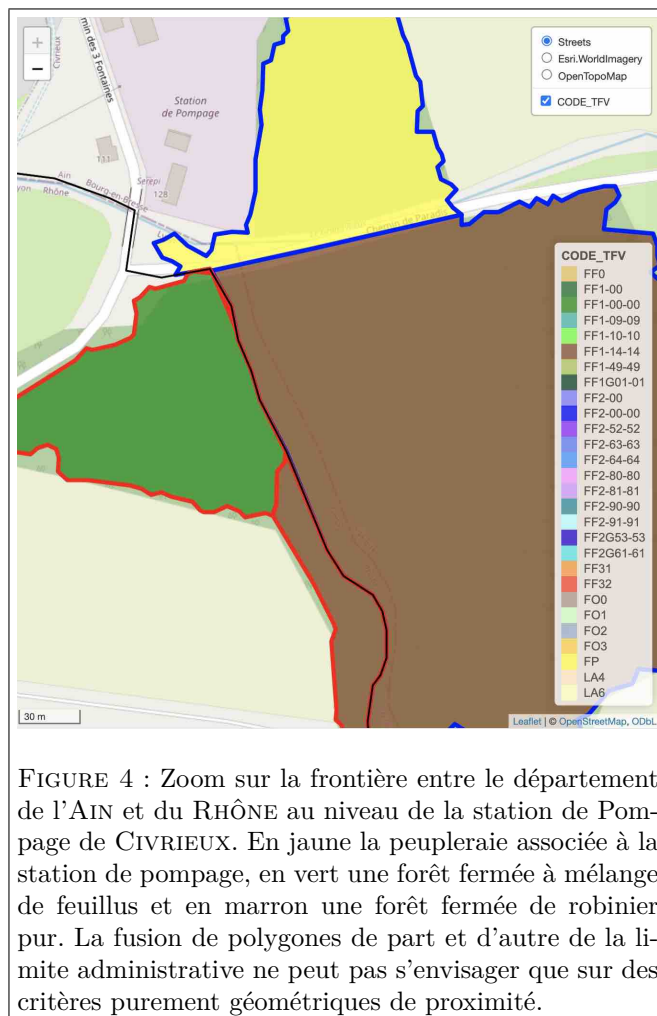 +
−
min des 3 Fontaines
Civrieux
Station
de Pompage
111
128
Serepi
Ain
Rhône
yon
Bourg-en-Bresse
Ly
Chemin de Parad
Streets
Esri.WorldImagery
OpenTopoMap
CODE_TFV
CODE_TFV
FF0
FF1-00
FF1-00-00
FF1-09-09
FF1-10-10
FF1-14-14
FF1-49-49
FF1G01-01
FF2-00
FF2-00-00
FF2-52-52
FF2-63-63
FF2-64-64
FF2-80-80
FF2-81-81
FF2-90-90
FF2-91-91
FF2G53-53
FF2G61-61
FF31
FF32
FO0
FO1
FO2
FO3
FP
LA4
LA6
30 m
Leaflet | © OpenStreetMap, ODbL
FIGURE 4 : Zoom sur la frontière entre le département
de l'AIN et du RHÔNE au niveau de la station de Pom-
page de CIVRIEUX. En jaune la peupleraie associée à la
station de pompage, en vert une forêt fermée à mélange
de feuillus et en marron une forêt fermée de robinier
pur. La fusion de polygones de part et d'autre de la li-
mite administrative ne peut pas s'envisager que sur des
critères purement géométriques de proximité.